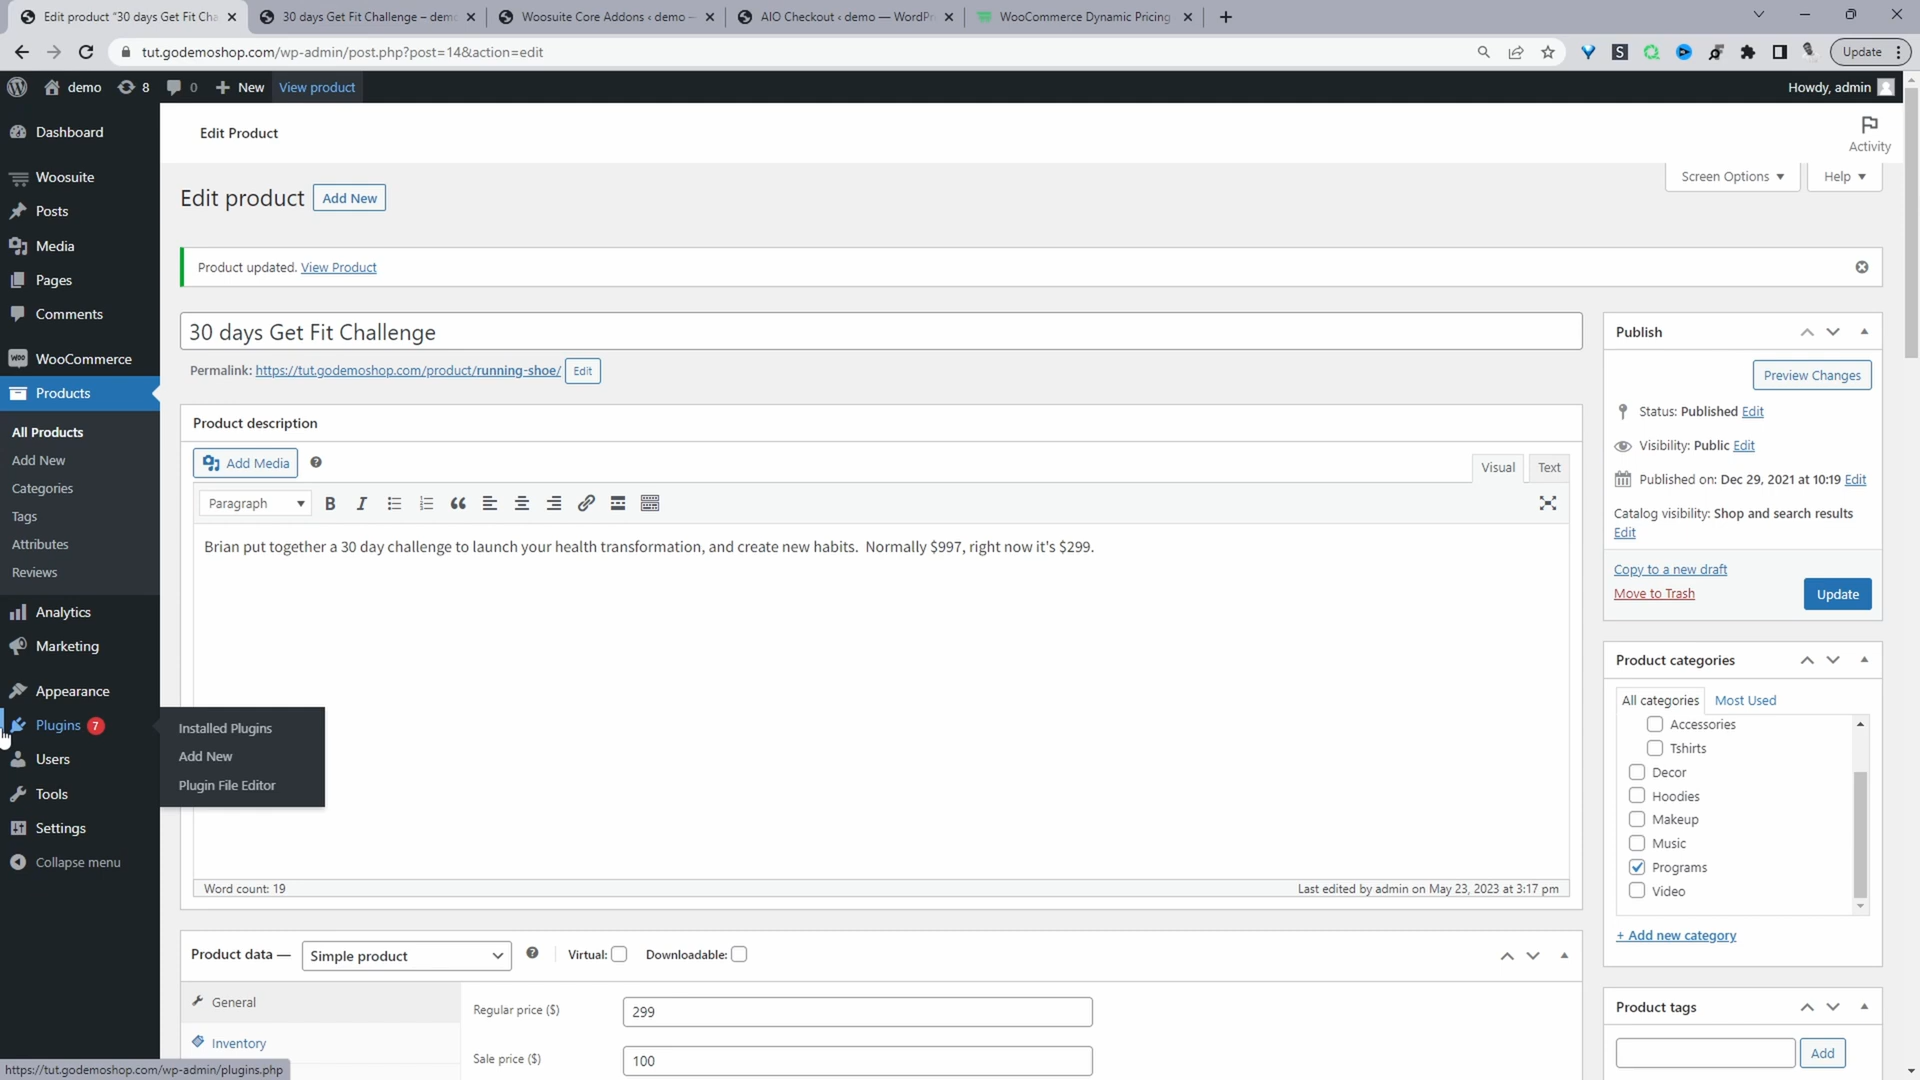 Edit product "30 days Get Fit Cha
30 days Get Fit Challenge – demo
Woosuite Core Addons ‹ demo
AIO Checkout ‹ demo — WordPr
WooCommerce Dynamic Pricing
tut.godemoshop.com/wp-admin/post.php?post=14&action=edit
Update
demo
8
0
New
View product
Howdy, admin
Dashboard
Woosuite
Posts
Media
Pages
Comments
WooCommerce
Products
All Products
Add New
Categories
Tags
Attributes
Reviews
Analytics
Marketing
Appearance
Plugins 7
Users
Tools
Settings
Collapse menu
Installed Plugins
Add New
Plugin File Editor
Edit Product
Activity
Screen Options
Help
Edit product
Add New
Product updated. View Product
30 days Get Fit Challenge
Permalink: https://tut.godemoshop.com/product/running-shoe/ Edit
Product description
Add Media
Visual
Text
Paragraph
Brian put together a 30 day challenge to launch your health transformation, and create new habits.  Normally $997, right now it's $299.
Word count: 19
Last edited by admin on May 23, 2023 at 3:17 pm
Product data —
Simple product
Virtual:
Downloadable:
General
Inventory
Regular price ($)
299
Sale price ($)
100
Publish
Preview Changes
Status: Published Edit
Visibility: Public Edit
Published on: Dec 29, 2021 at 10:19 Edit
Catalog visibility: Shop and search results
Edit
Copy to a new draft
Move to Trash
Update
Product categories
All categories
Most Used
Accessories
Tshirts
Decor
Hoodies
Makeup
Music
Programs
Video
+ Add new category
Product tags
Add
https://tut.godemoshop.com/wp-admin/plugins.php